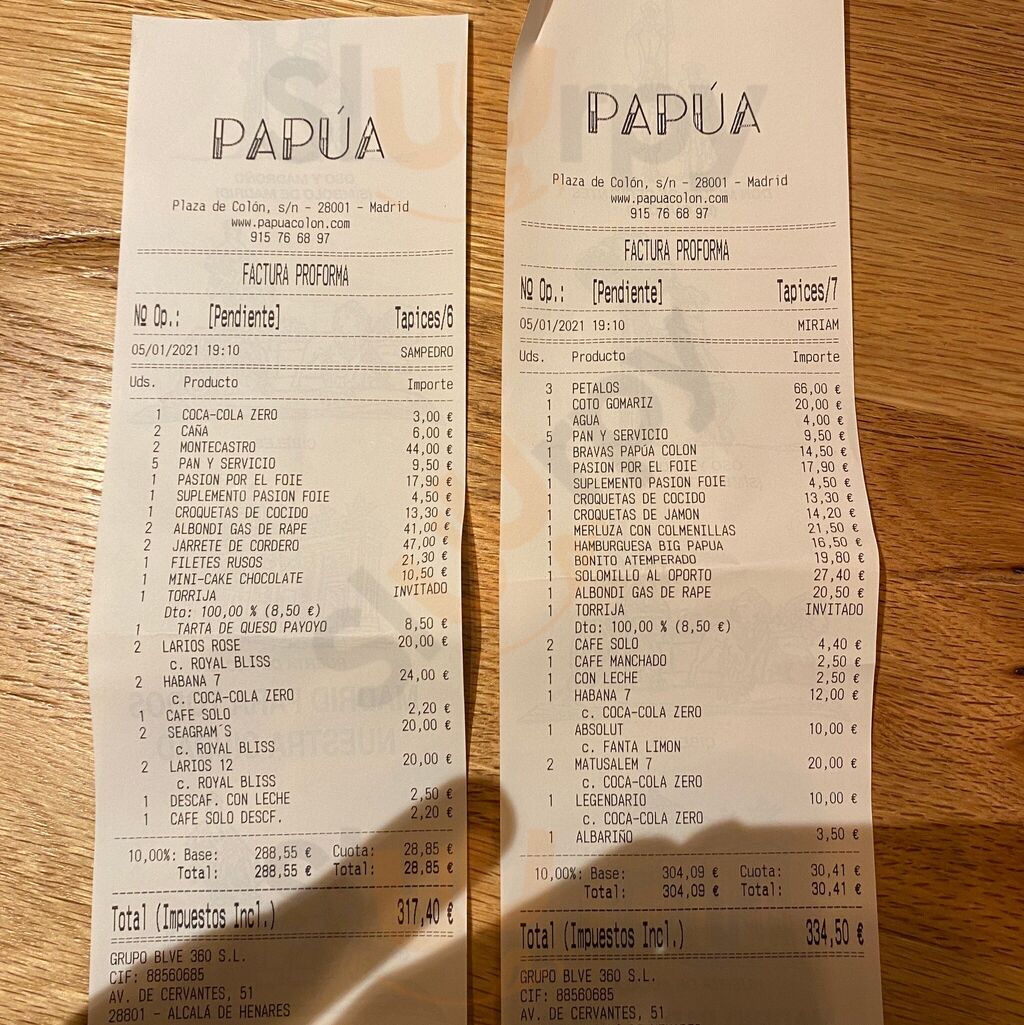 PAPÚA
Plaza de Colón, s/n - 28001 - Madrid
www.papuacolon.com
915 76 68 97
FACTURA PROFORMA
Nº Op.: [Pendiente] Tapices/6
05/01/2021 19:10 SAMPEDRO
Uds. Producto Importe
1 COCA-COLA ZERO 3,00 €
2 CAÑA 6,00 €
2 MONTECASTRO 44,00 €
5 PAN Y SERVICIO 9,50 €
1 PASION POR EL FOIE 17,90 €
1 SUPLEMENTO PASION FOIE 4,50 €
1 CROQUETAS DE COCIDO 13,30 €
2 ALBONDI GAS DE RAPE 41,00 €
2 JARRETE DE CORDERO 47,00 €
1 FILETES RUSOS 21,30 €
1 MINI-CAKE CHOCOLATE 10,50 €
1 TORRIJA INVITADO
Dto: 100,00 % (8,50 €)
1 TARTA DE QUESO PAYOYO 8,50 €
2 LARIOS ROSE 20,00 €
c. ROYAL BLISS
2 HABANA 7 24,00 €
c. COCA-COLA ZERO
1 CAFE SOLO 2,20 €
2 SEAGRAM´S 20,00 €
c. ROYAL BLISS
2 LARIOS 12 20,00 €
c. ROYAL BLISS
1 DESCAF. CON LECHE 2,50 €
1 CAFE SOLO DESCF. 2,20 €
10,00%: Base: 288,55 € Cuota: 28,85 €
Total: 288,55 € Total: 28,85 €
Total (Impuestos Incl.) 317,40 €
GRUPO BLVE 360 S.L.
CIF: 88560685
AV. DE CERVANTES, 51
28801 - ALCALÁ DE HENARES
PAPÚA
Plaza de Colón, s/n - 28001 - Madrid
www.papuacolon.com
915 76 68 97
FACTURA PROFORMA
Nº Op.: [Pendiente] Tapices/7
05/01/2021 19:10 MIRIAM
Uds. Producto Importe
3 PETALOS 66,00 €
1 COTO GOMARIZ 20,00 €
1 AGUA 4,00 €
5 PAN Y SERVICIO 9,50 €
1 BRAVAS PAPÚA COLON 14,50 €
1 PASION POR EL FOIE 17,90 €
1 SUPLEMENTO PASION FOIE 4,50 €
1 CROQUETAS DE COCIDO 13,30 €
1 CROQUETAS DE JAMON 14,20 €
1 MERLUZA CON COLMENILLAS 21,50 €
1 HAMBURGUESA BIG PAPUA 16,50 €
1 BONITO ATEMPERADO 19,80 €
1 SOLOMILLO AL OPORTO 27,40 €
1 ALBONDI GAS DE RAPE 20,50 €
1 TORRIJA INVITADO
Dto: 100,00 % (8,50 €)
2 CAFE SOLO 4,40 €
1 CAFE MANCHADO 2,50 €
1 CON LECHE 2,50 €
1 HABANA 7 12,00 €
c. COCA-COLA ZERO
1 ABSOLUT 10,00 €
c. FANTA LIMON
2 MATUSALEM 7 20,00 €
c. COCA-COLA ZERO
1 LEGENDARIO 10,00 €
c. COCA-COLA ZERO
1 ALBARIÑO 3,50 €
10,00%: Base: 304,09 € Cuota: 30,41 €
Total: 304,09 € Total: 30,41 €
Total (Impuestos Incl.) 334,50 €
GRUPO BLVE 360 S.L.
CIF: 88560685
AV. DE CERVANTES, 51